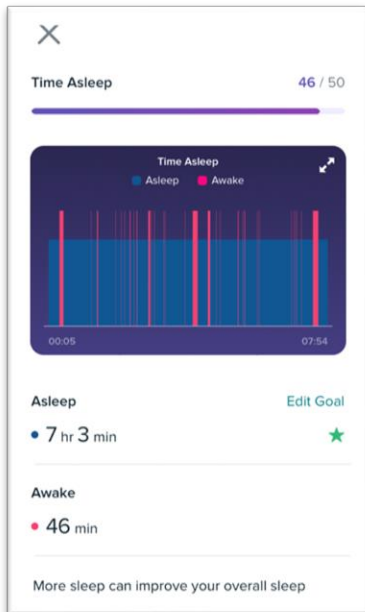 Time Asleep 46 / 50
Time Asleep
Asleep Awake
00:05 07:54
Asleep Edit Goal
7 hr 3 min
Awake
46 min
More sleep can improve your overall sleep